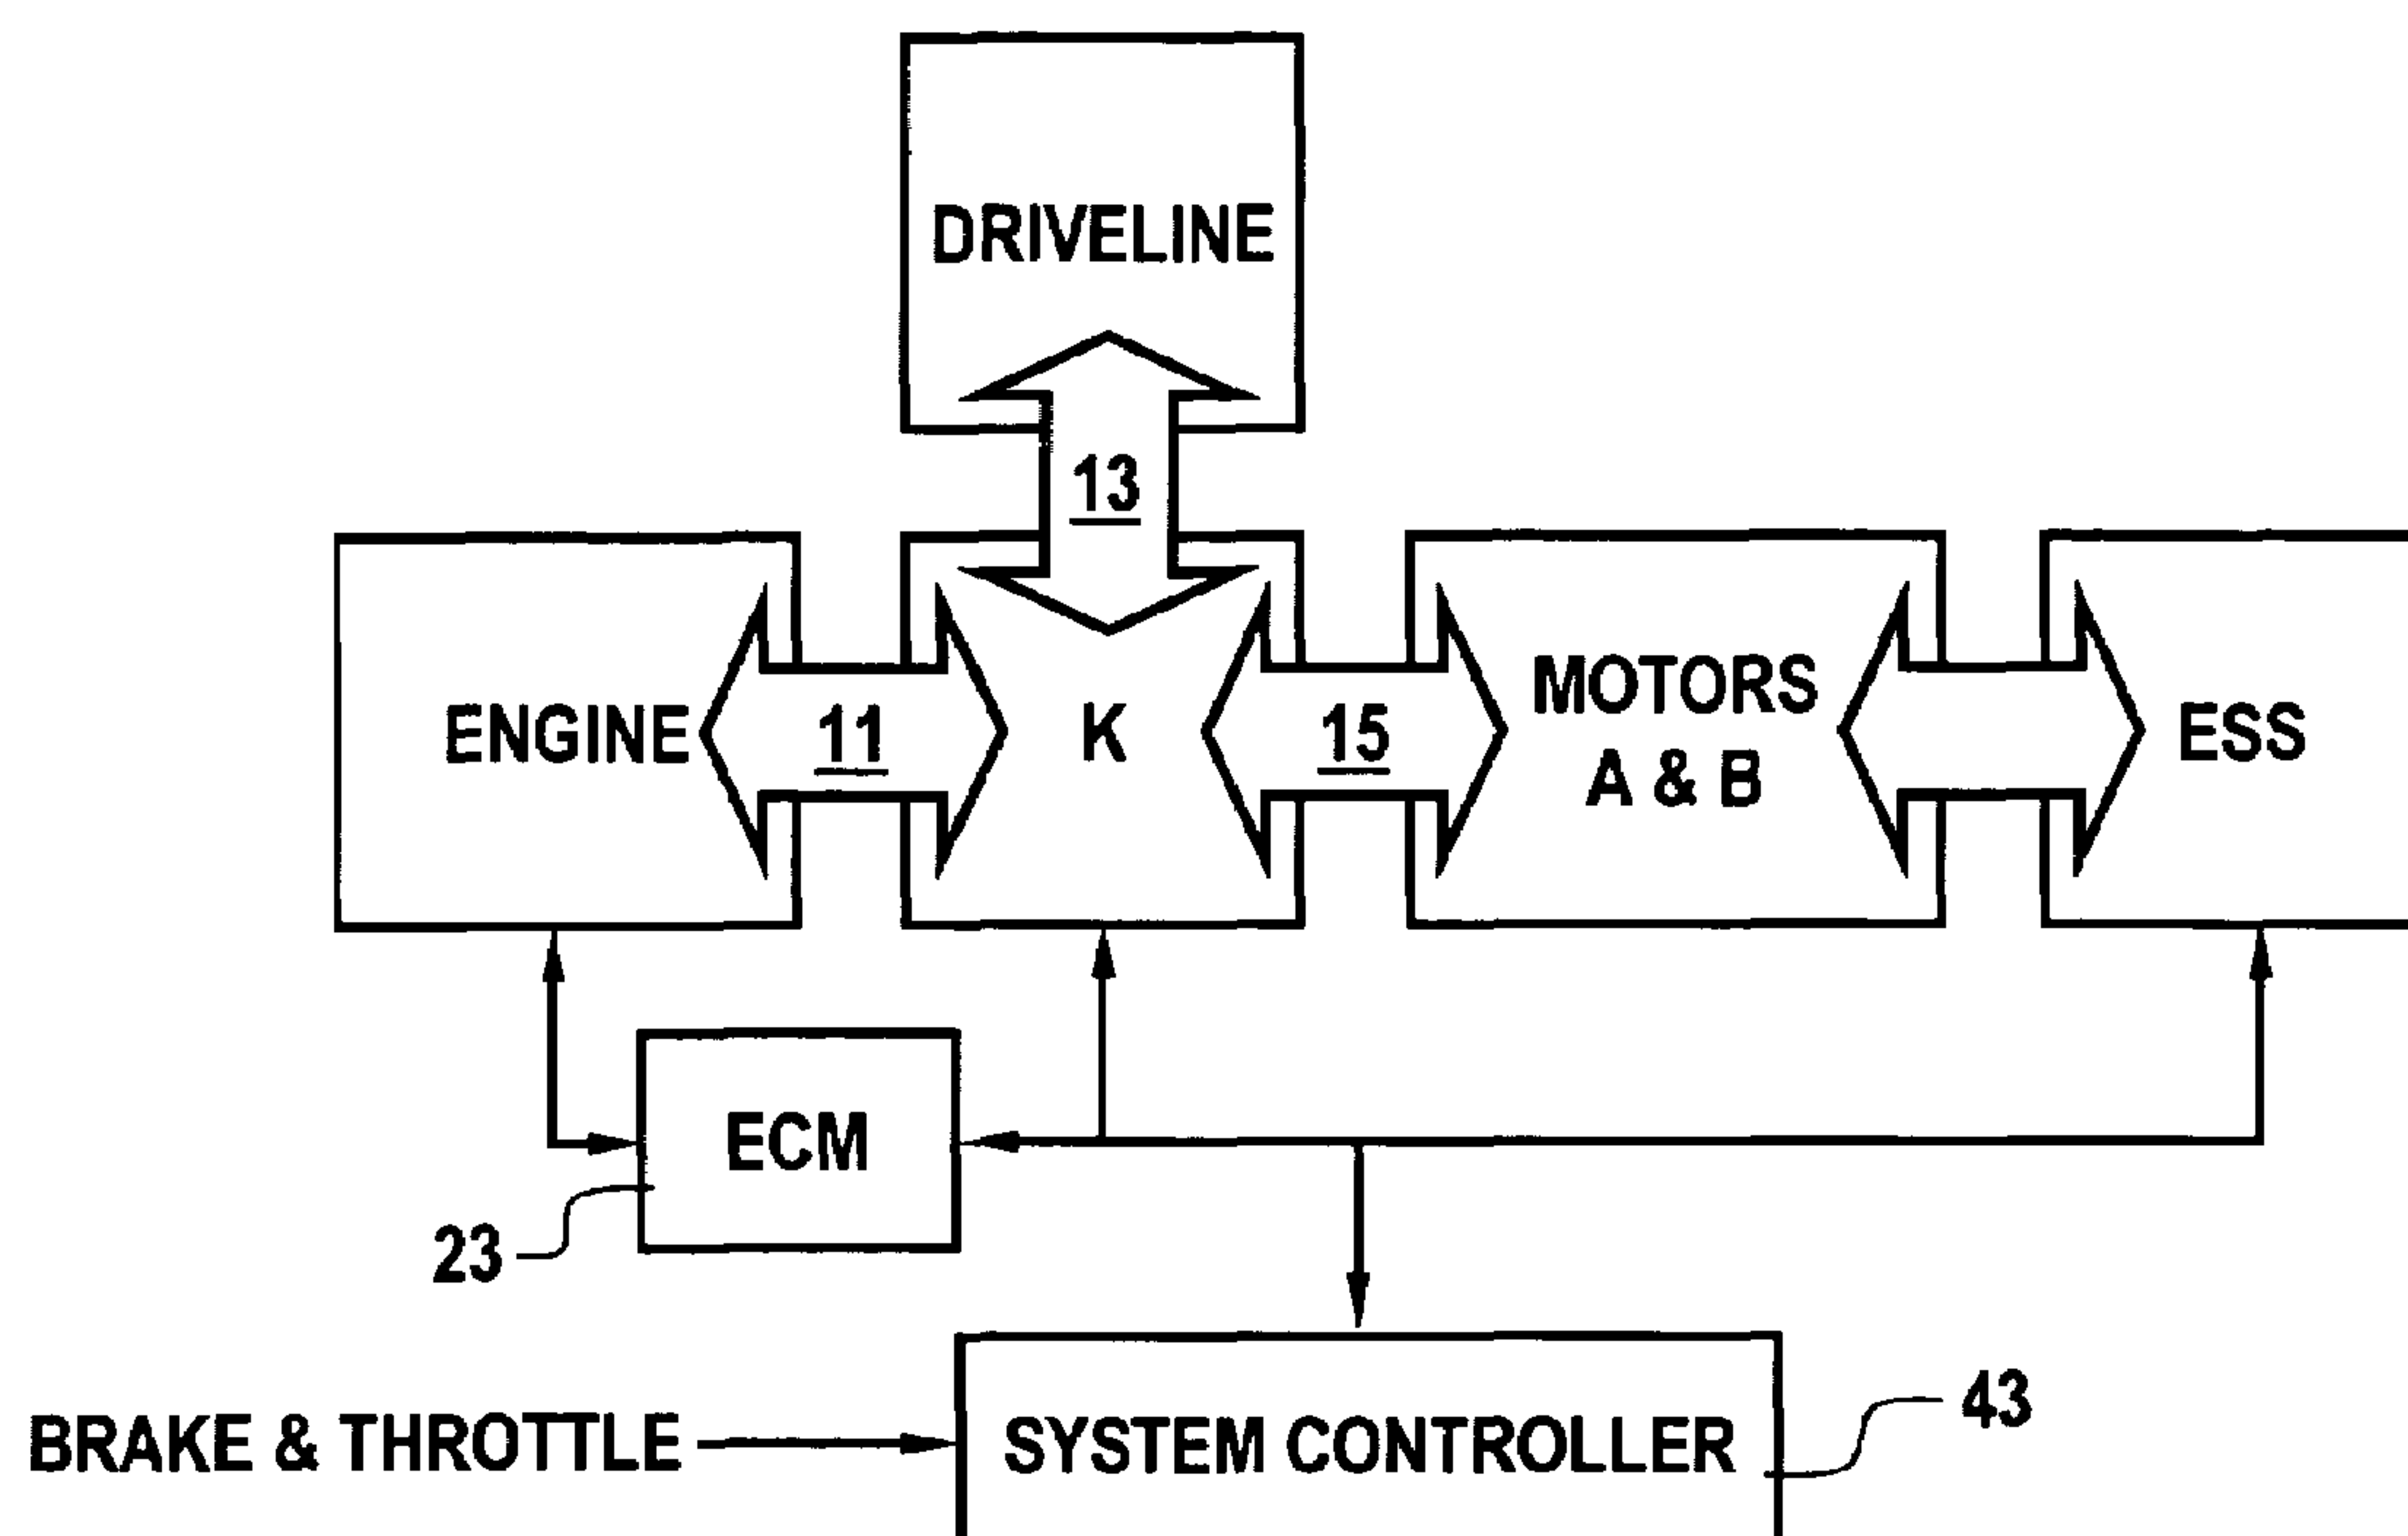 DRIVELINE
13
ENGINE
11
K
15
MOTORS
A & B
ESS
ECM
23
BRAKE & THROTTLE
SYSTEM CONTROLLER
43